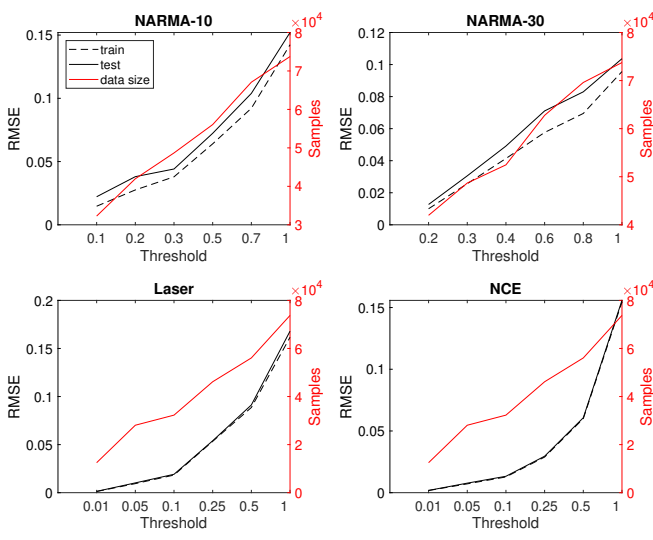 NARMA-10
×10⁴
0.15
0.1
0.05
0
RMSE
train
test
data size
8
7
6
5
4
3
Samples
0.1 0.2 0.3 0.5 0.7 1
Threshold
NARMA-30
×10⁴
0.12
0.1
0.08
0.06
0.04
0.02
0
RMSE
8
7
6
5
4
Samples
0.2 0.3 0.4 0.6 0.8 1
Threshold
Laser
×10⁴
0.2
0.15
0.1
0.05
0
RMSE
8
6
4
2
0
Samples
0.01 0.05 0.1 0.25 0.5 1
Threshold
NCE
×10⁴
0.15
0.1
0.05
0
RMSE
8
6
4
2
0
Samples
0.01 0.05 0.1 0.25 0.5 1
Threshold